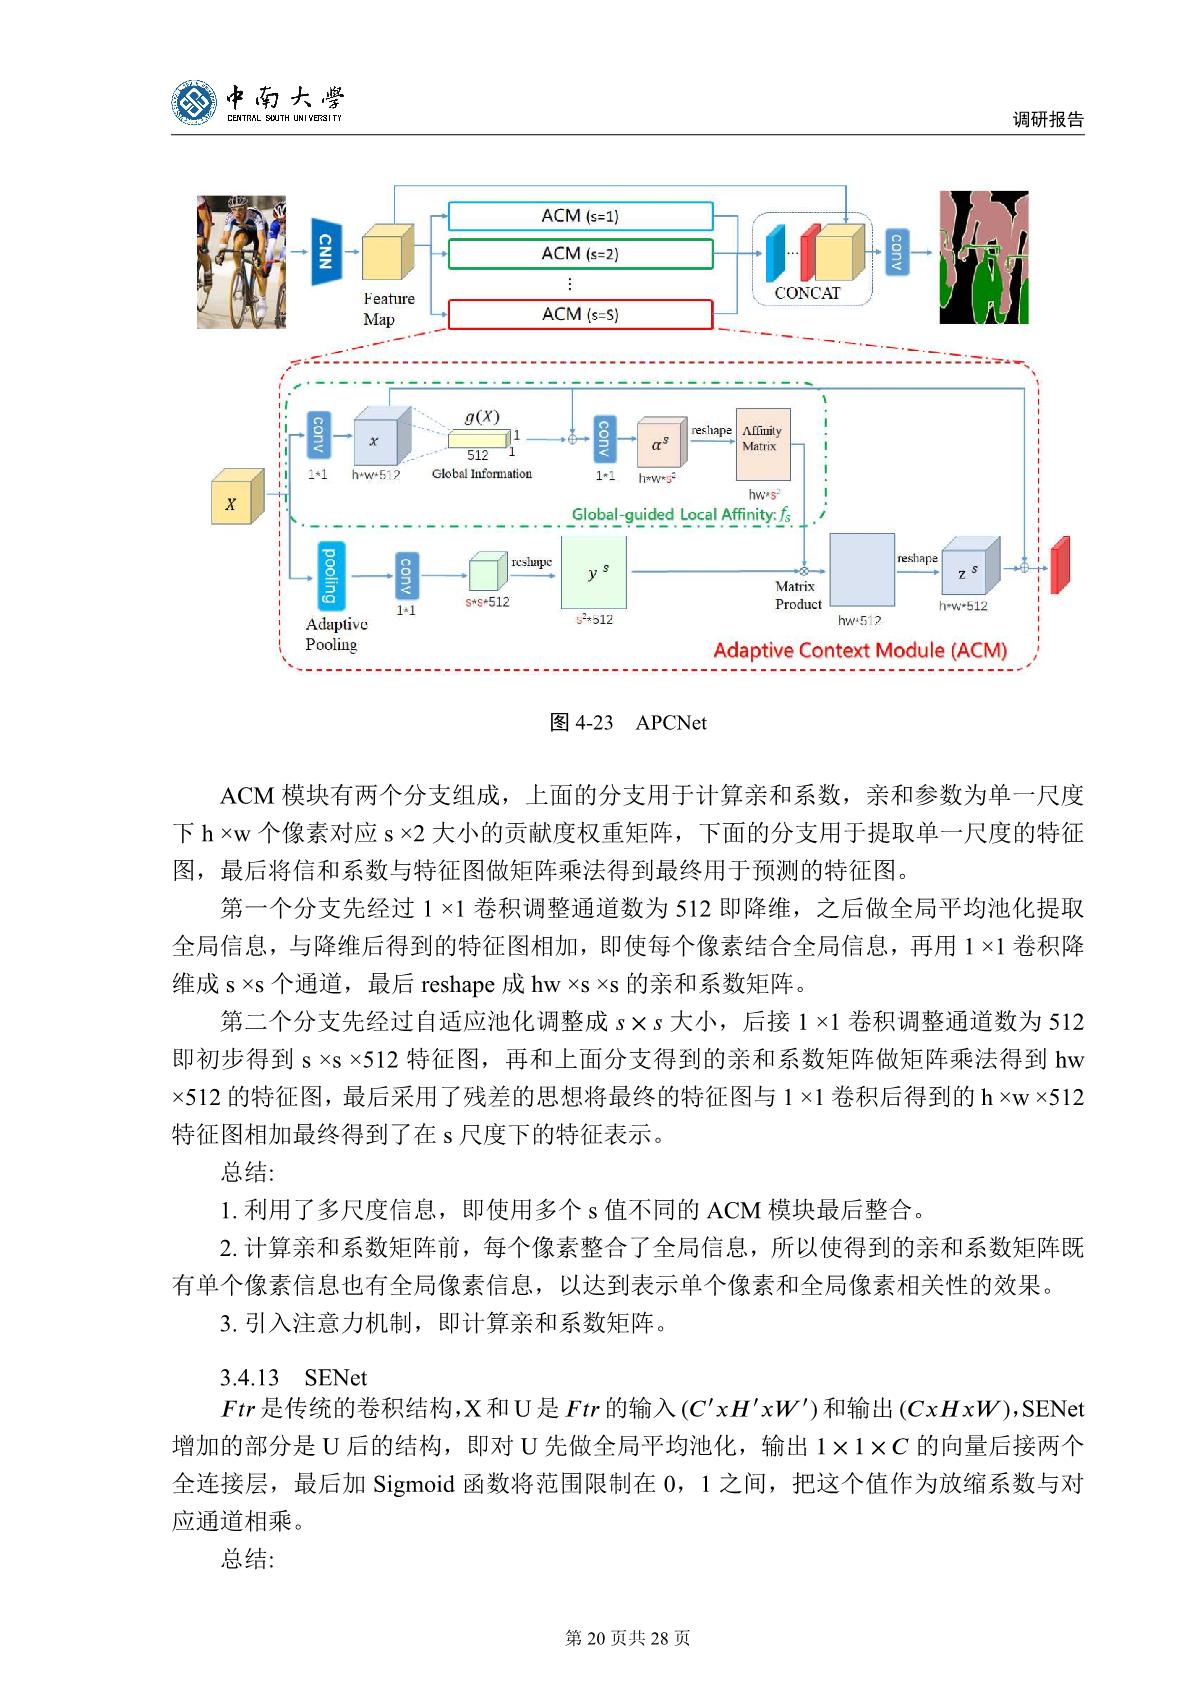 中南大學
CENTRAL SOUTH UNIVERSITY
调研报告
CNN
Feature
Map
ACM (s=1)
ACM (s=2)
⋮
ACM (s=S)
...
CONCAT
conv
X
conv
1*1
x
h*w*512
g(X)
1
512 1
Global Information
conv
1*1
α^s
h*w*s²
reshape
Affinity
Matrix
hw*s²
Global-guided Local Affinity: fs
pooling
Adaptive
Pooling
conv
1*1
s*s*512
reshape
y^s
s²*512
Matrix
Product
hw*512
reshape
z^s
h*w*512
Adaptive Context Module (ACM)
图 4-23 APCNet
ACM 模块有两个分支组成，上面的分支用于计算亲和系数，亲和参数为单一尺度
下 h ×w 个像素对应 s ×2 大小的贡献度权重矩阵，下面的分支用于提取单一尺度的特征
图，最后将信和系数与特征图做矩阵乘法得到最终用于预测的特征图。
第一个分支先经过 1 ×1 卷积调整通道数为 512 即降维，之后做全局平均池化提取
全局信息，与降维后得到的特征图相加，即使每个像素结合全局信息，再用 1 ×1 卷积降
维成 s ×s 个通道，最后 reshape 成 hw ×s ×s 的亲和系数矩阵。
第二个分支先经过自适应池化调整成 s × s 大小，后接 1 ×1 卷积调整通道数为 512
即初步得到 s ×s ×512 特征图，再和上面分支得到的亲和系数矩阵做矩阵乘法得到 hw
×512 的特征图，最后采用了残差的思想将最终的特征图与 1 ×1 卷积后得到的 h ×w ×512
特征图相加最终得到了在 s 尺度下的特征表示。
总结:
1. 利用了多尺度信息，即使用多个 s 值不同的 ACM 模块最后整合。
2. 计算亲和系数矩阵前，每个像素整合了全局信息，所以使得到的亲和系数矩阵既
有单个像素信息也有全局像素信息，以达到表示单个像素和全局像素相关性的效果。
3. 引入注意力机制，即计算亲和系数矩阵。
3.4.13 SENet
Ftr 是传统的卷积结构，X 和 U 是 Ftr 的输入 (C′xH′xW′) 和输出 (CxHxW)，SENet
增加的部分是 U 后的结构，即对 U 先做全局平均池化，输出 1 × 1 × C 的向量后接两个
全连接层，最后加 Sigmoid 函数将范围限制在 0，1 之间，把这个值作为放缩系数与对
应通道相乘。
总结:
第 20 页共 28 页